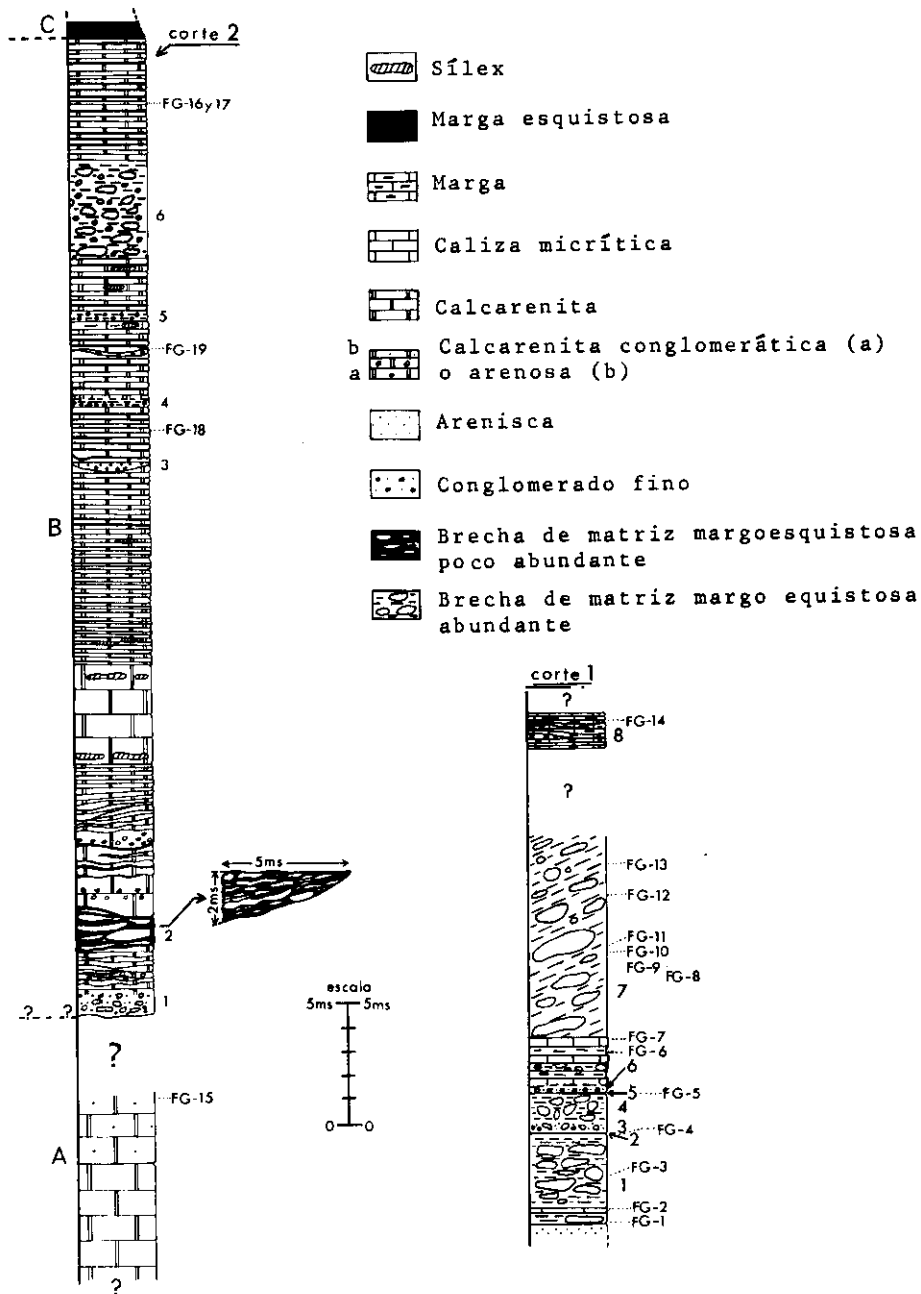 C
corte 2
FG-16y17
6
5
FG-19
4
FG-18
3
B
2
1
? ?
?
FG-15
A
?
5ms
2ms
escala
5ms 5ms
0 0
Sílex
Marga esquistosa
Marga
Caliza micrítica
Calcarenita
b
a
Calcarenita conglomerática (a)
o arenosa (b)
Arenisca
Conglomerado fino
Brecha de matriz margoesquistosa
poco abundante
Brecha de matriz margo equistosa
abundante
corte 1
?
FG-14
8
?
FG-13
FG-12
FG-11
FG-10
FG-9 FG-8
7
FG-7
FG-6
6
5 FG-5
4
3 FG-4
2
FG-3
1
FG-2
FG-1